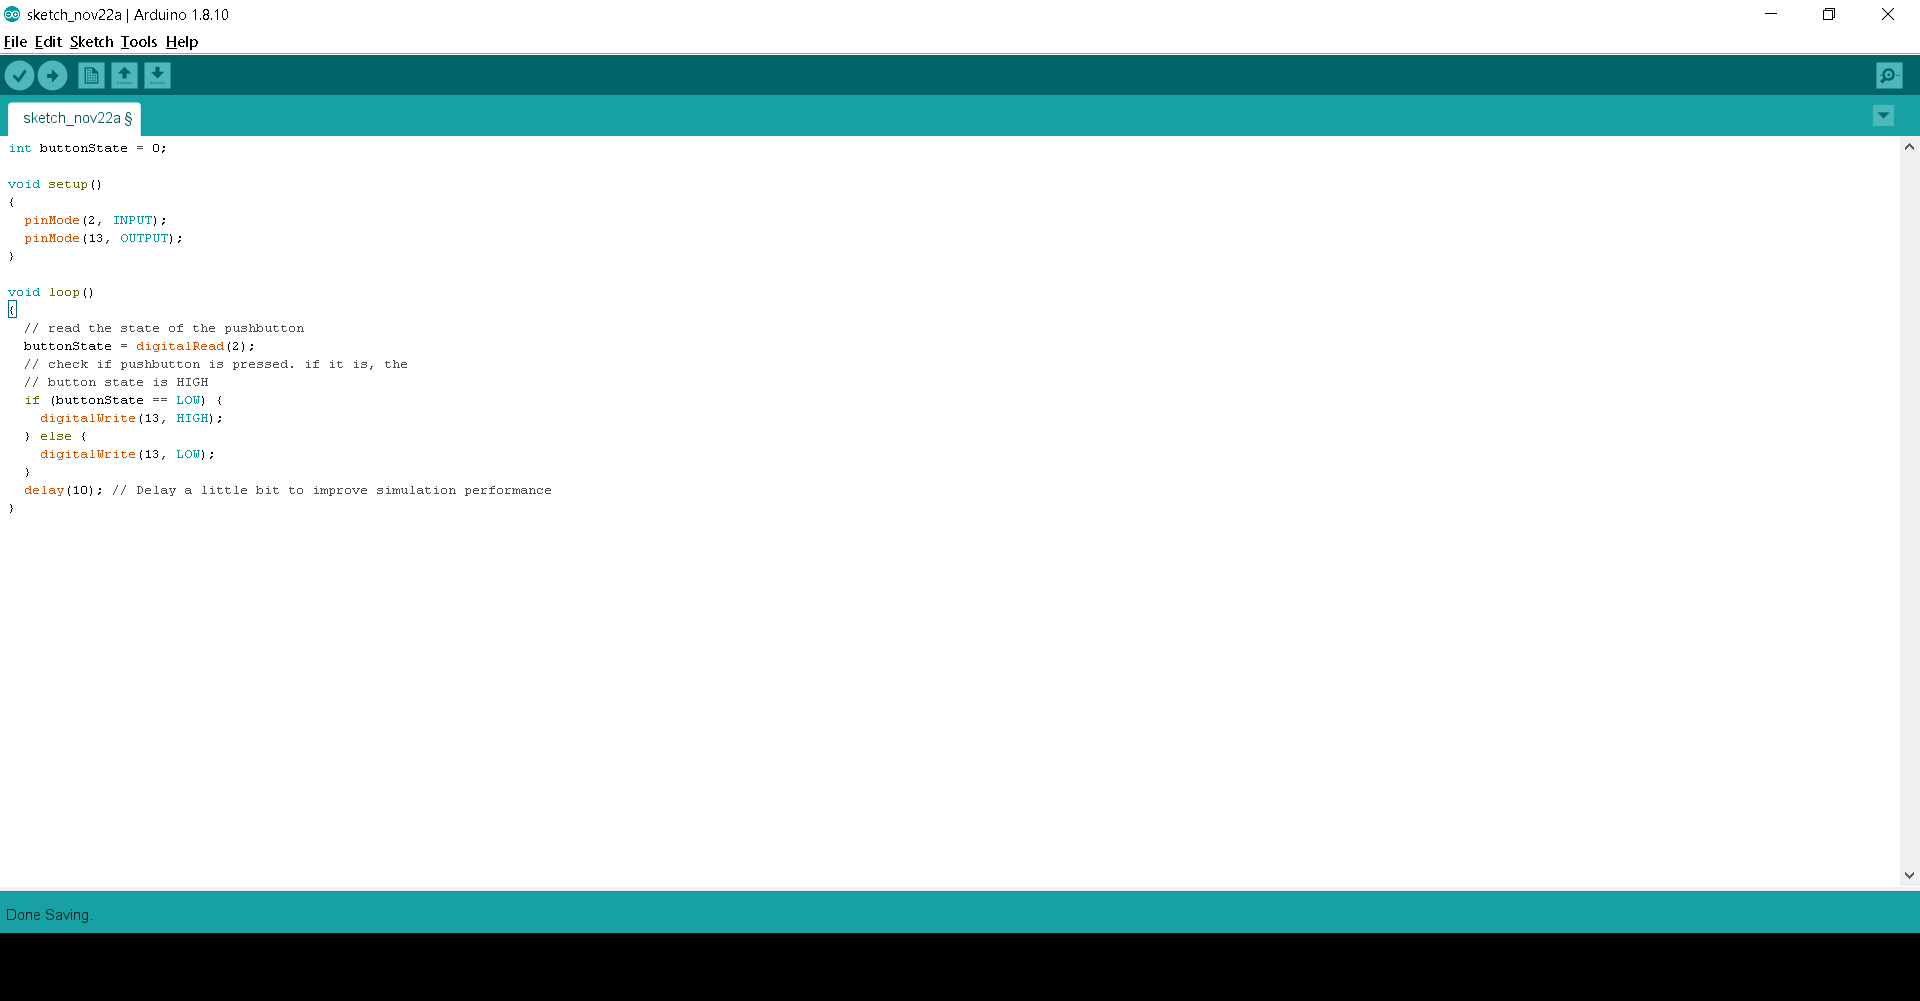 sketch_nov22a | Arduino 1.8.10
File Edit Sketch Tools Help
sketch_nov22a §
int buttonState = 0;
void setup()
{
  pinMode(2, INPUT);
  pinMode(13, OUTPUT);
}
void loop()
{
  // read the state of the pushbutton
  buttonState = digitalRead(2);
  // check if pushbutton is pressed. if it is, the
  // button state is HIGH
  if (buttonState == LOW) {
    digitalWrite(13, HIGH);
  } else {
    digitalWrite(13, LOW);
  }
  delay(10); // Delay a little bit to improve simulation performance
}
Done Saving.